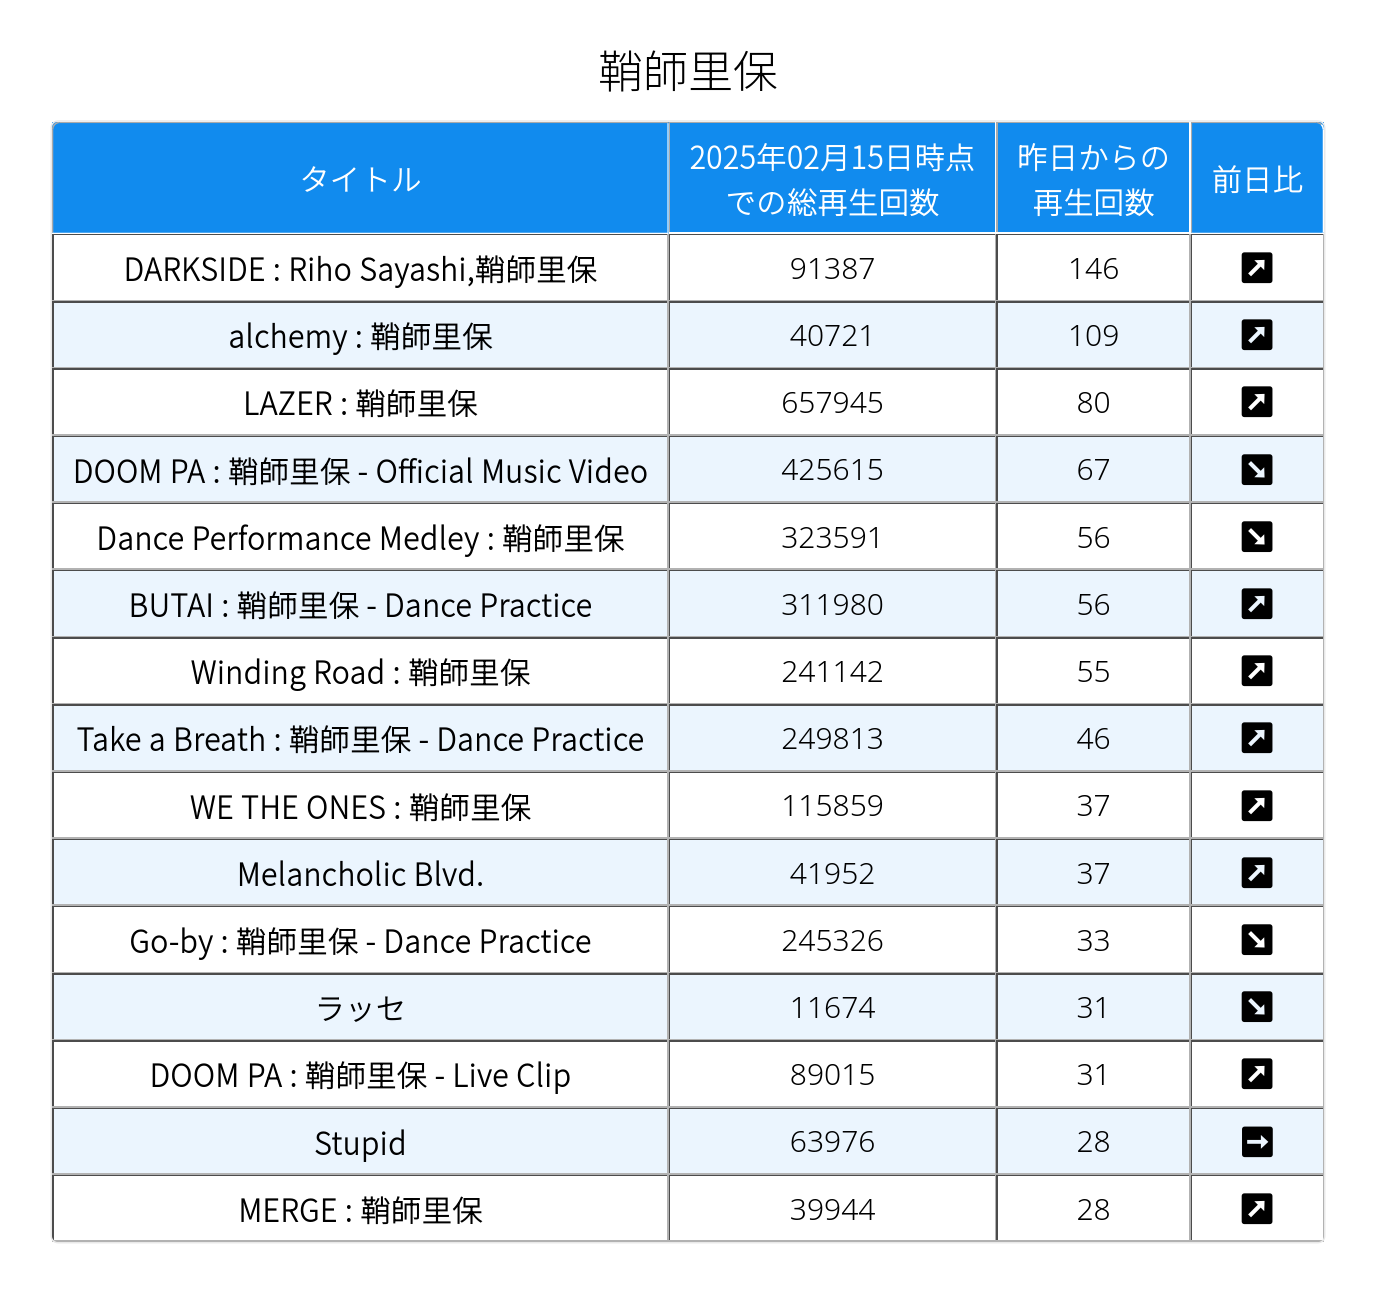 鞘師里保
タイトル
2025年02月15日時点
での総再生回数
昨日からの
再生回数
前日比
DARKSIDE : Riho Sayashi,鞘師里保 91387 146
alchemy : 鞘師里保 40721 109
LAZER : 鞘師里保 657945 80
DOOM PA : 鞘師里保 - Official Music Video 425615 67
Dance Performance Medley : 鞘師里保 323591 56
BUTAI : 鞘師里保 - Dance Practice 311980 56
Winding Road : 鞘師里保 241142 55
Take a Breath : 鞘師里保 - Dance Practice 249813 46
WE THE ONES : 鞘師里保 115859 37
Melancholic Blvd. 41952 37
Go-by : 鞘師里保 - Dance Practice 245326 33
ラッセ 11674 31
DOOM PA : 鞘師里保 - Live Clip 89015 31
Stupid 63976 28
MERGE : 鞘師里保 39944 28